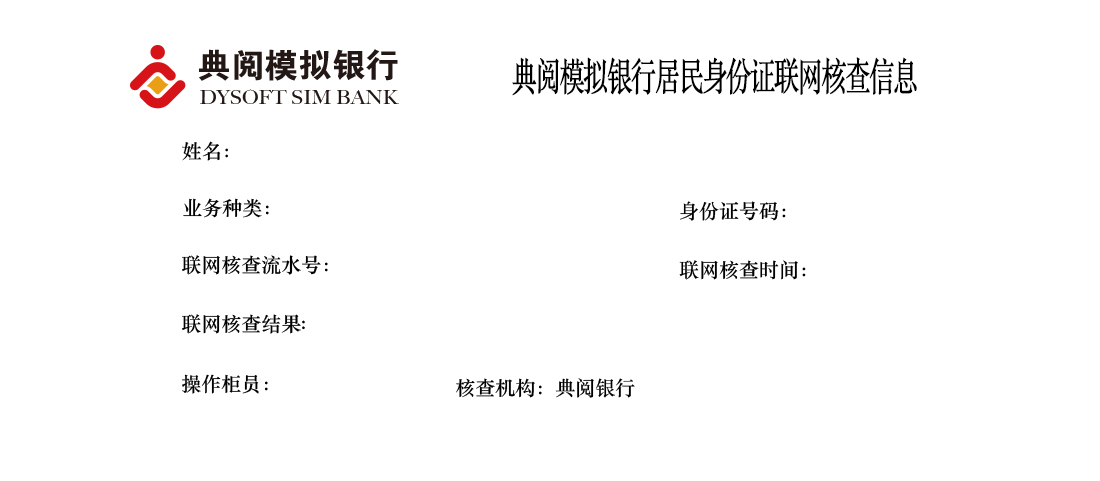 典阅模拟银行
DYSOFT SIM BANK
典阅模拟银行居民身份证联网核查信息
姓名：
业务种类：
身份证号码：
联网核查流水号：
联网核查时间：
联网核查结果:
操作柜员：
核查机构：典阅银行